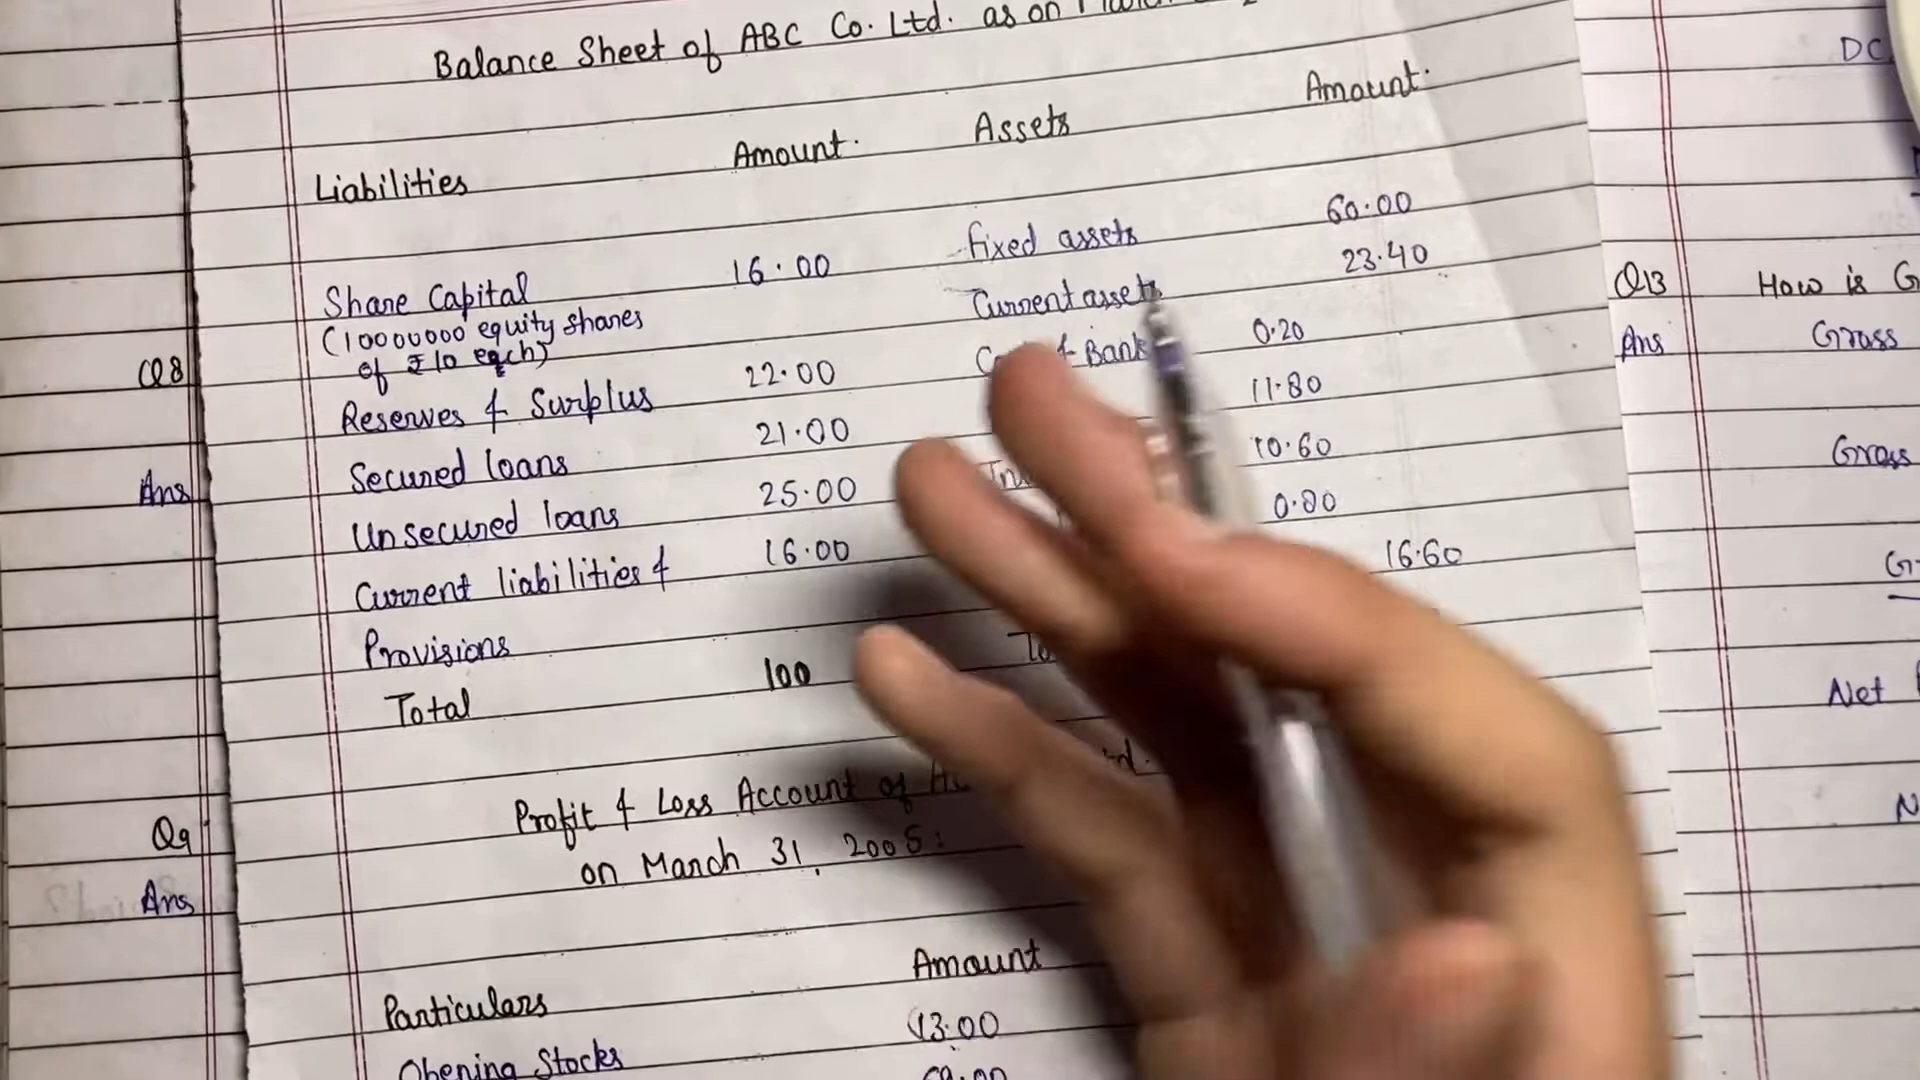 Balance Sheet of ABC Co. Ltd. as on
Liabilities Amount. Assets Amount.
Share Capital 16.00 Fixed assets 60.00
(10000000 equity shares Current assets 23.40
of ₹10 each) & Bank 0.20
Reserves & Surplus 22.00 11.80
Secured loans 21.00 10.60
Unsecured loans 25.00 0.80
Current liabilities & 16.00 16.60
Provisions
Total 100
Profit & Loss Account of
on March 31, 2005:
Particulars Amount
Opening Stocks 13.00
Q8
Ans
Q9
Ans
DC
Q13 How is G
Ans Gross
Gross
G
Net
N